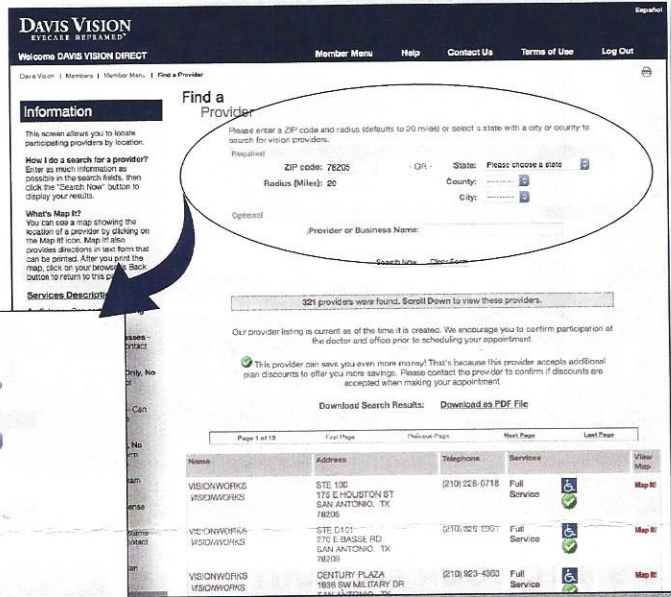 Español
DAVIS VISION
EYECARE REFRAMED
Welcome DAVIS VISION DIRECT
Member Menu Help Contact Us Terms of Use Log Out
Davis Vision | Members | Member Menu | Find a Provider
Information
This screen allows you to locate
participating providers by location.
How I do a search for a provider?
Enter as much information as
possible in the search fields, then
click the "Search Now" button to
display your results.
What's Map It?
You can see a map showing the
location of a provider by clicking on
the Map It! icon. Map It! also
provides directions in text form that
can be printed. After you print the
map, click on your browser's Back
button to return to this
Services Descripti
Find a
Provider
Please enter a ZIP code and radius (defaults to 20 miles) or select a state with a city or county to
search for vision providers.
Required
ZIP code: 78205 - OR - State: Please choose a state
Radius (Miles): 20 County:
City:
Optional
Provider or Business Name:
Search Now Clear Form
321 providers were found. Scroll Down to view these providers.
Our provider listing is current as of the time it is created. We encourage you to confirm participation of
the doctor and office prior to scheduling your appointment.
This provider can save you even more money! That's because this provider accepts additional
plan discounts to offer you more savings. Please contact the provider to confirm if discounts are
accepted when making your appointment.
Download Search Results: Download as PDF File
Page 1 of 13 First Page Previous Page Next Page Last Page
Name Address Telephone Services View
Map
VISIONWORKS STE 100 (210) 228-0718 Full Map It!
VISIONWORKS 175 E HOUSTON ST Service
SAN ANTONIO, TX
78205
VISIONWORKS STE D101 (210) Full Map It!
VISIONWORKS 270 E BASSE RD Service
SAN ANTONIO, TX
78209
VISIONWORKS CENTURY PLAZA (210) 923-4363 Full Map It!
VISIONWORKS 1936 SW MILITARY DR Service
SAN ANTONIO, TX